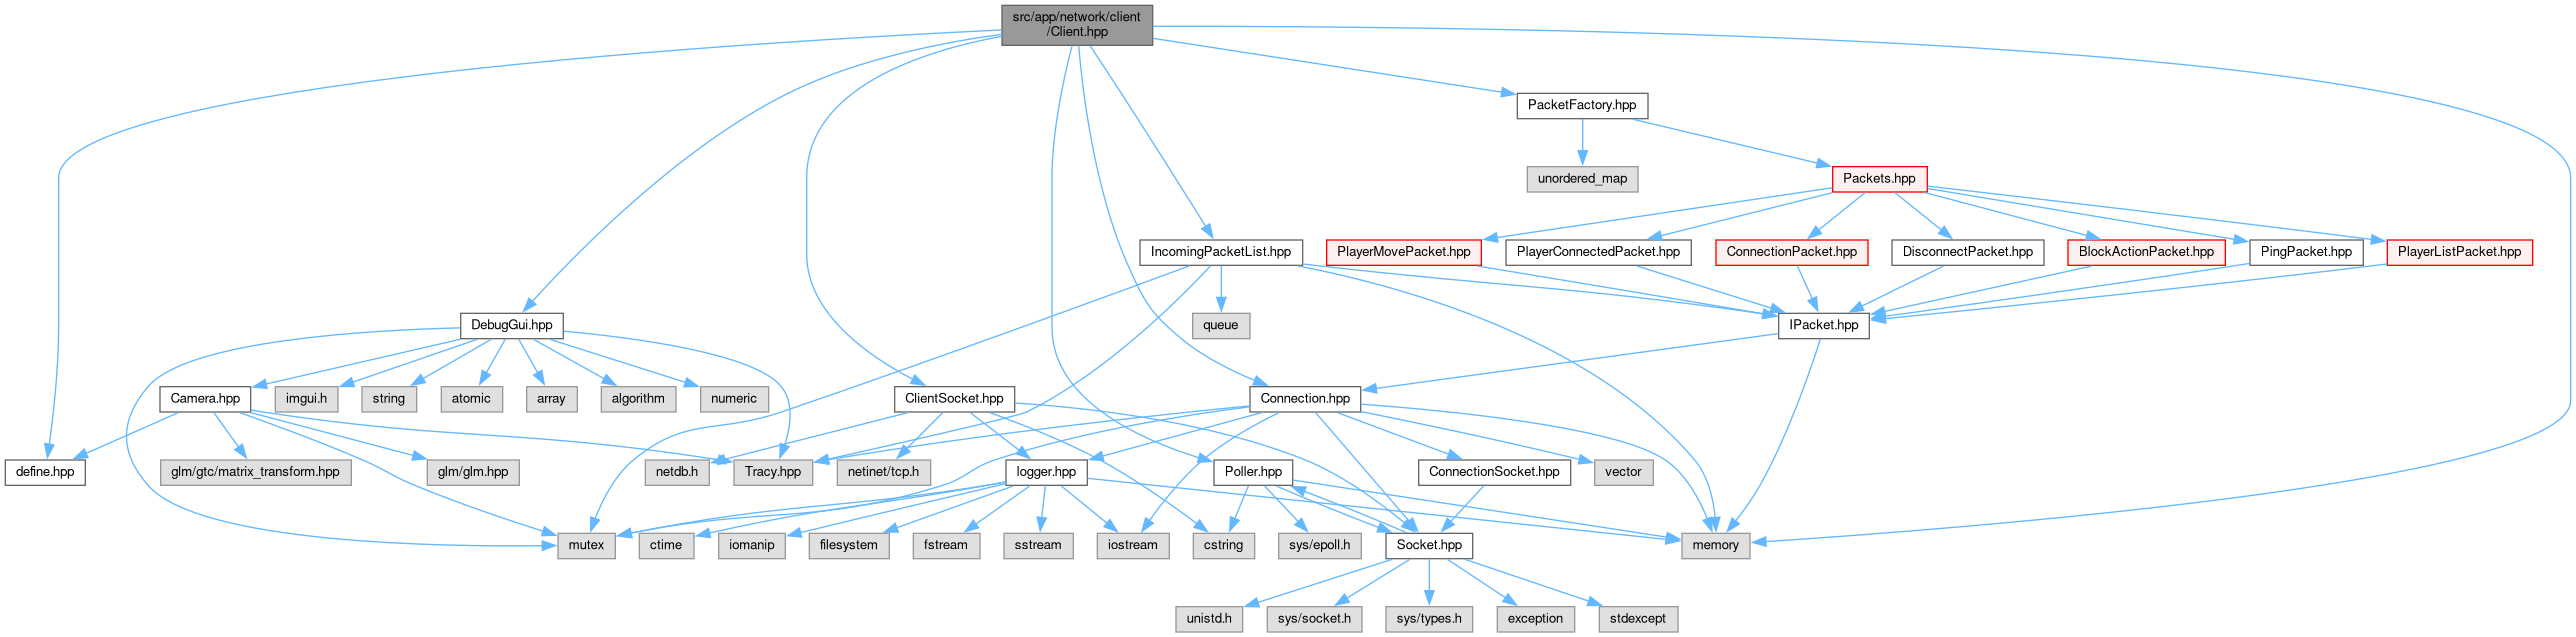 src/app/network/client
/Client.hpp
PacketFactory.hpp
unordered_map
Packets.hpp
IncomingPacketList.hpp
PlayerMovePacket.hpp
PlayerConnectedPacket.hpp
ConnectionPacket.hpp
DisconnectPacket.hpp
BlockActionPacket.hpp
PingPacket.hpp
PlayerListPacket.hpp
DebugGui.hpp
queue
IPacket.hpp
Camera.hpp
imgui.h
string
atomic
array
algorithm
numeric
ClientSocket.hpp
Connection.hpp
define.hpp
glm/gtc/matrix_transform.hpp
glm/glm.hpp
netdb.h
Tracy.hpp
netinet/tcp.h
logger.hpp
Poller.hpp
ConnectionSocket.hpp
vector
mutex
ctime
iomanip
filesystem
fstream
sstream
iostream
cstring
sys/epoll.h
Socket.hpp
memory
unistd.h
sys/socket.h
sys/types.h
exception
stdexcept